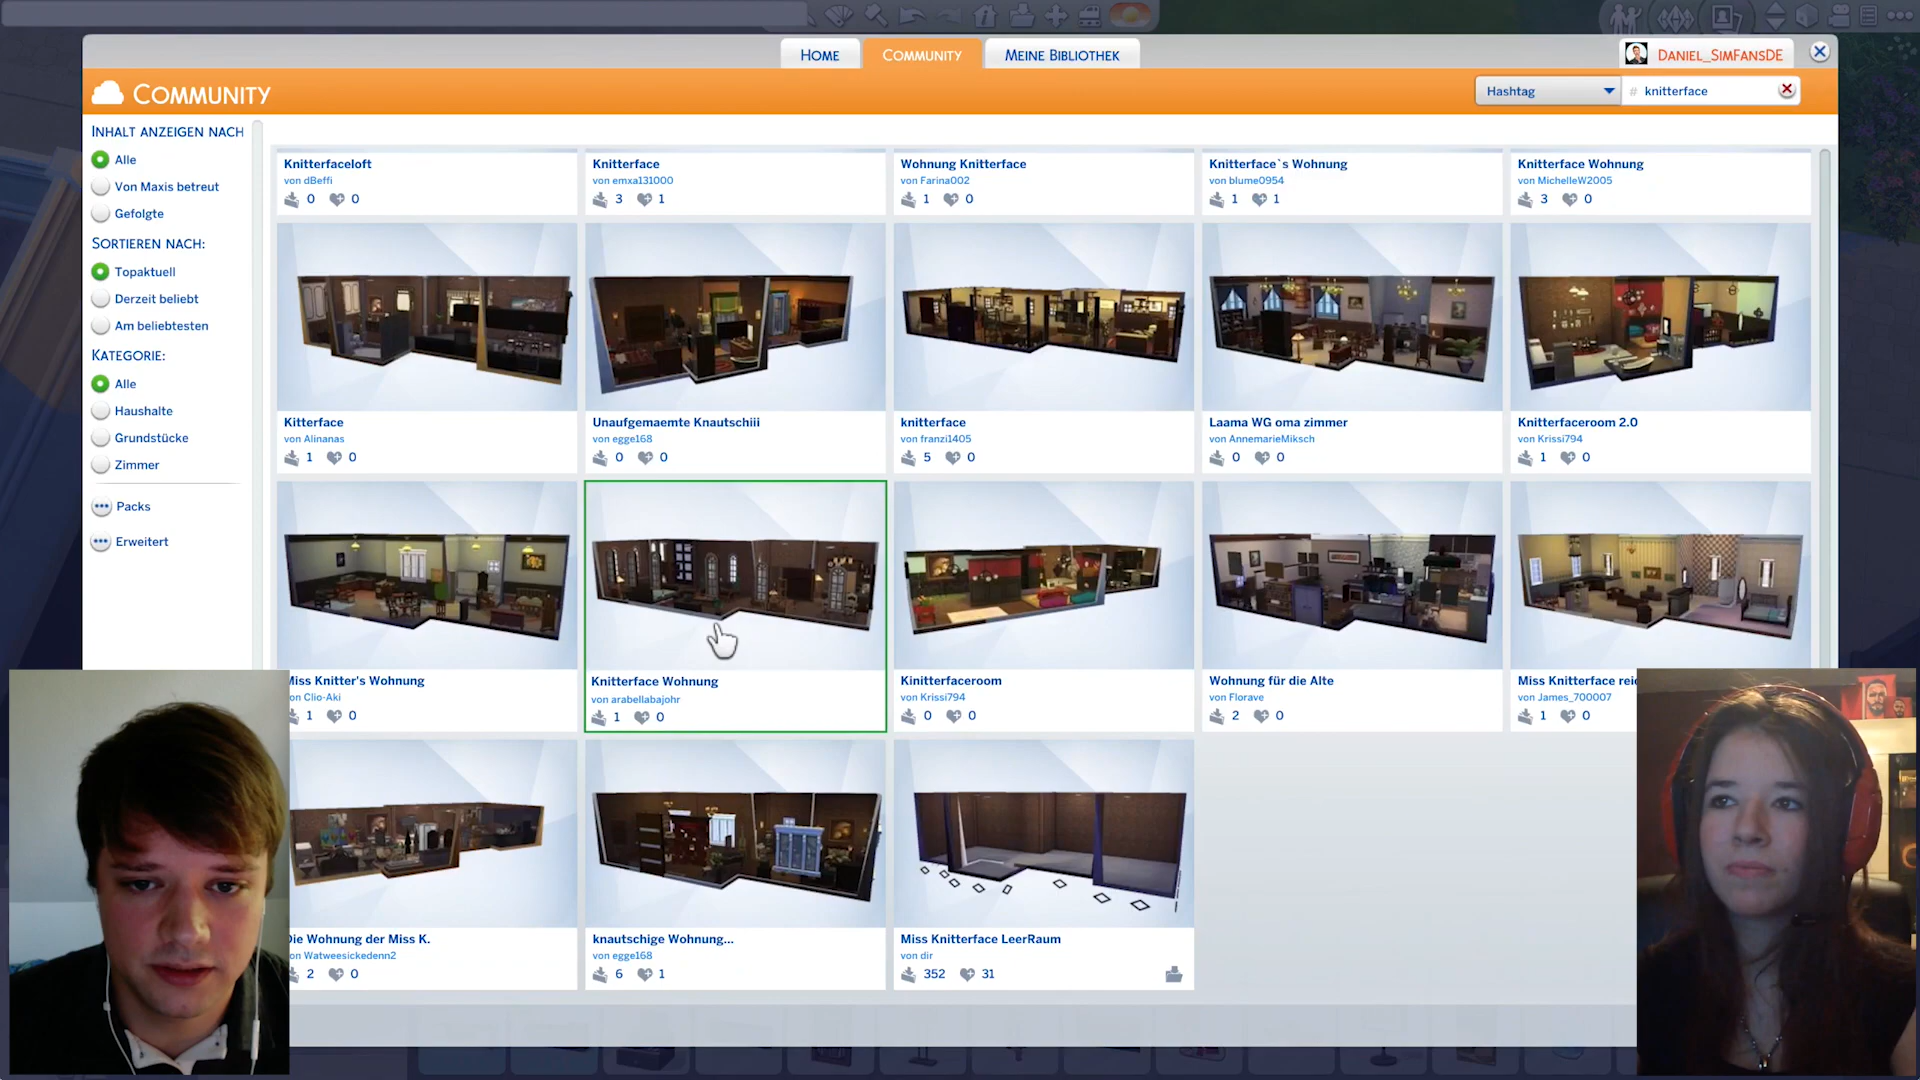 HOME
COMMUNITY
MEINE BIBLIOTHEK
DANIEL_SIMFANSDE
COMMUNITY
Hashtag
# knitterface
INHALT ANZEIGEN NACH
Alle
Von Maxis betreut
Gefolgte
SORTIEREN NACH:
Topaktuell
Derzeit beliebt
Am beliebtesten
KATEGORIE:
Alle
Haushalte
Grundstücke
Zimmer
Packs
Erweitert
Knitterfaceloft
von dBeffi
0 0
Knitterface
von emxa131000
3 1
Wohnung Knitterface
von Farina002
1 0
Knitterface`s Wohnung
von blume0954
1 1
Knitterface Wohnung
von MichelleW2005
3 0
Kitterface
von Alinanas
1 0
Unaufgemaemte Knautschiii
von egge168
0 0
knitterface
von franzi1405
5 0
Laama WG oma zimmer
von AnnemarieMiksch
0 0
Knitterfaceroom 2.0
von Krissi794
1 0
Miss Knitter's Wohnung
on Clio-Aki
1 0
Knitterface Wohnung
von arabellabajohr
1 0
Kinitterfaceroom
von Krissi794
0 0
Wohnung für die Alte
von Florave
2 0
Miss Knitterface reic
von James_700007
1 0
Die Wohnung der Miss K.
on Watweesickedenn2
2 0
knautschige Wohnung...
von egge168
6 1
Miss Knitterface LeerRaum
von dir
352 31